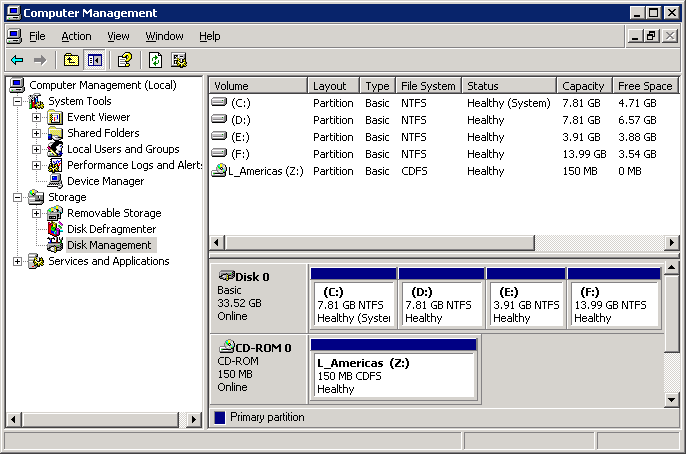 Computer Management
File Action View Window Help
Computer Management (Local)
System Tools
Event Viewer
Shared Folders
Local Users and Groups
Performance Logs and Alerts
Device Manager
Storage
Removable Storage
Disk Defragmenter
Disk Management
Services and Applications
Volume Layout Type File System Status Capacity Free Space
(C:) Partition Basic NTFS Healthy (System) 7.81 GB 4.71 GB
(D:) Partition Basic NTFS Healthy 7.81 GB 6.57 GB
(E:) Partition Basic NTFS Healthy 3.91 GB 3.88 GB
(F:) Partition Basic NTFS Healthy 13.99 GB 3.54 GB
L_Americas (Z:) Partition Basic CDFS Healthy 150 MB 0 MB
Disk 0
Basic
33.52 GB
Online
(C:)
7.81 GB NTFS
Healthy (Syster
(D:)
7.81 GB NTFS
Healthy
(E:)
3.91 GB NTFS
Healthy
(F:)
13.99 GB NTFS
Healthy
CD-ROM 0
CD-ROM
150 MB
Online
L_Americas (Z:)
150 MB CDFS
Healthy
Primary partition